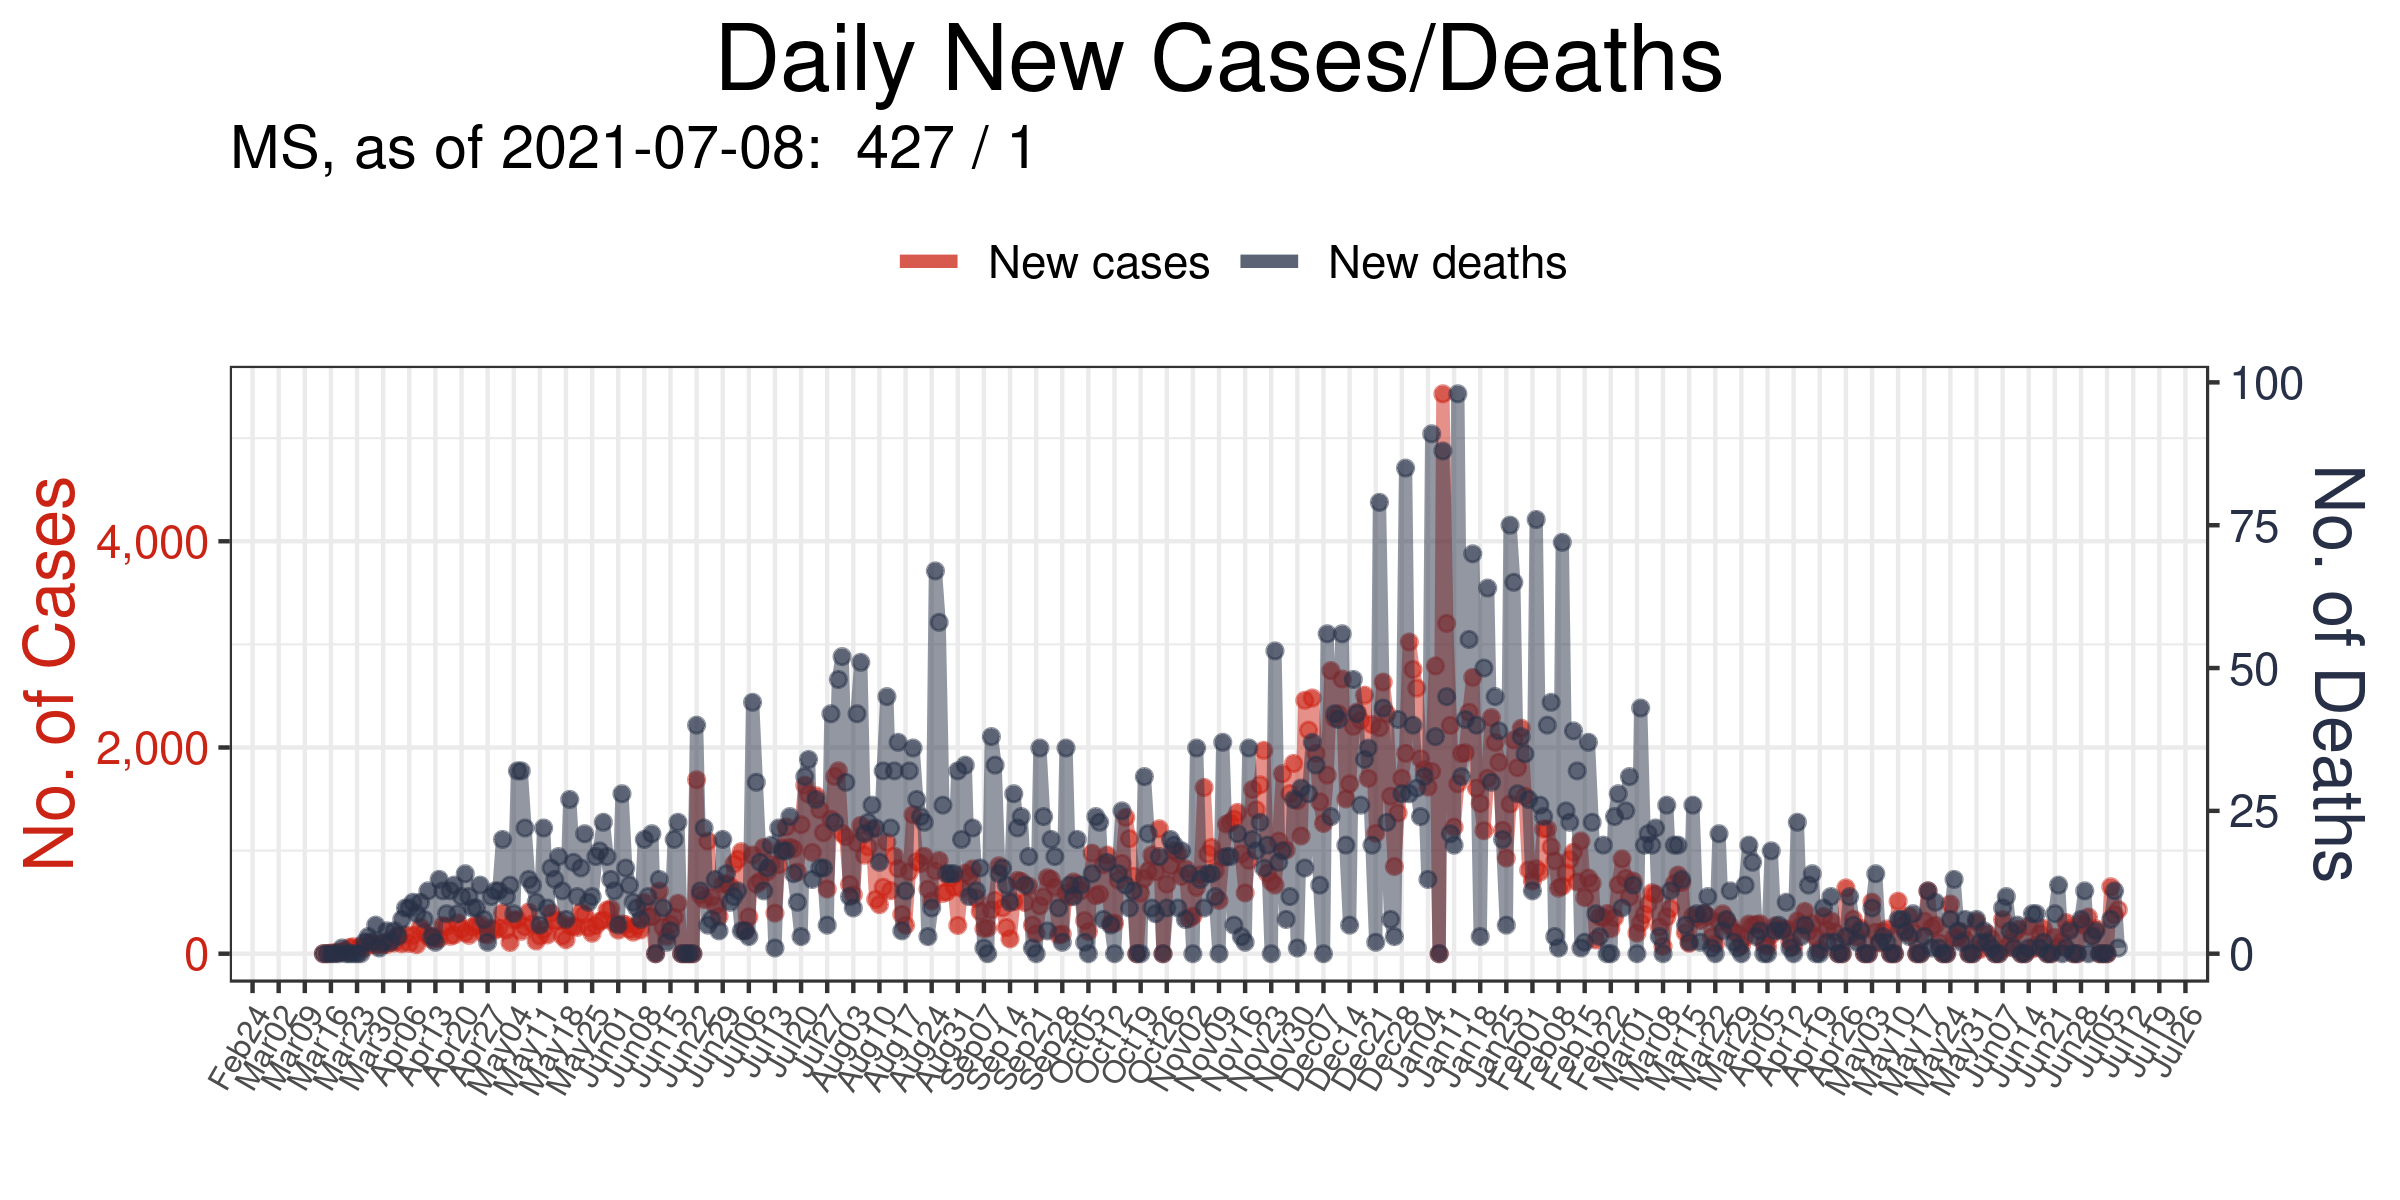 Daily New Cases/Deaths
MS, as of 2021-07-08:  427 / 1
New cases New deaths
No. of Cases
4,000
2,000
0
100
75
50
25
0
No. of Deaths
Feb24 Mar02 Mar09 Mar16 Mar23 Mar30 Apr06 Apr13 Apr20 Apr27 May04 May11 May18 May25 Jun01 Jun08 Jun15 Jun22 Jun29 Jul06 Jul13 Jul20 Jul27 Aug03 Aug10 Aug17 Aug24 Aug31 Sep07 Sep14 Sep21 Sep28 Oct05 Oct12 Oct19 Oct26 Nov02 Nov09 Nov16 Nov23 Nov30 Dec07 Dec14 Dec21 Dec28 Jan04 Jan11 Jan18 Jan25 Feb01 Feb08 Feb15 Feb22 Mar01 Mar08 Mar15 Mar22 Mar29 Apr05 Apr12 Apr19 Apr26 May03 May10 May17 May24 May31 Jun07 Jun14 Jun21 Jun28 Jul05 Jul12 Jul19 Jul26